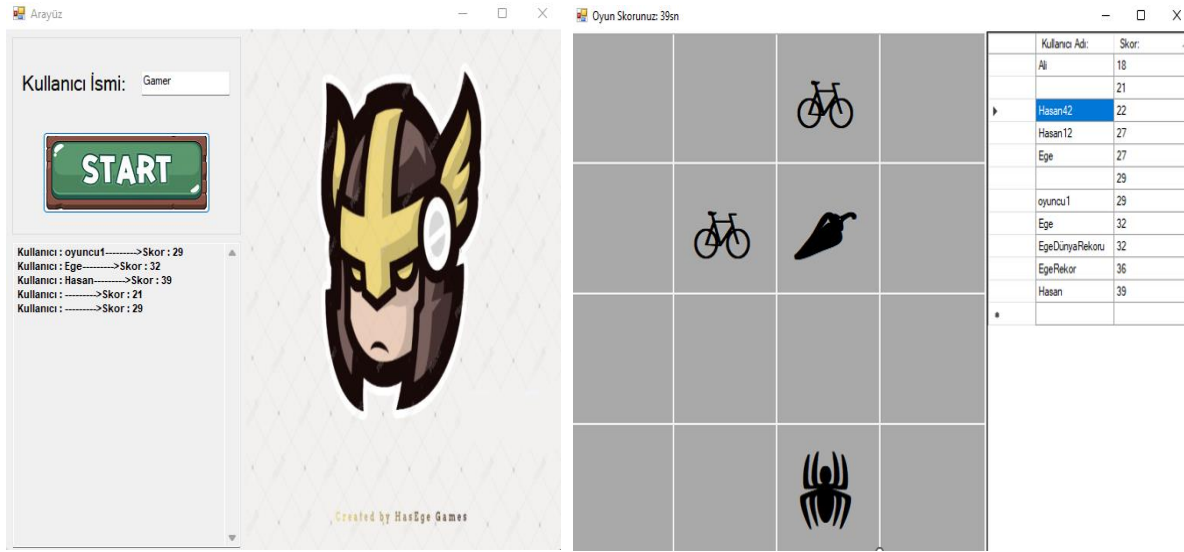 Arayüz
Kullanıcı İsmi:
Gamer
START
Kullanıcı : oyuncu1--------->Skor : 29
Kullanıcı : Ege--------->Skor : 32
Kullanıcı : Hasan--------->Skor : 39
Kullanıcı : --------->Skor : 21
Kullanıcı : --------->Skor : 29
Created by HasEge Games
Oyun Skorunuz: 39sn
Kullanıcı Adı: Skor:
Ali 18
21
Hasan42 22
Hasan12 27
Ege 27
29
oyuncu1 29
Ege 32
EgeDünyaRekoru 32
EgeRekor 36
Hasan 39